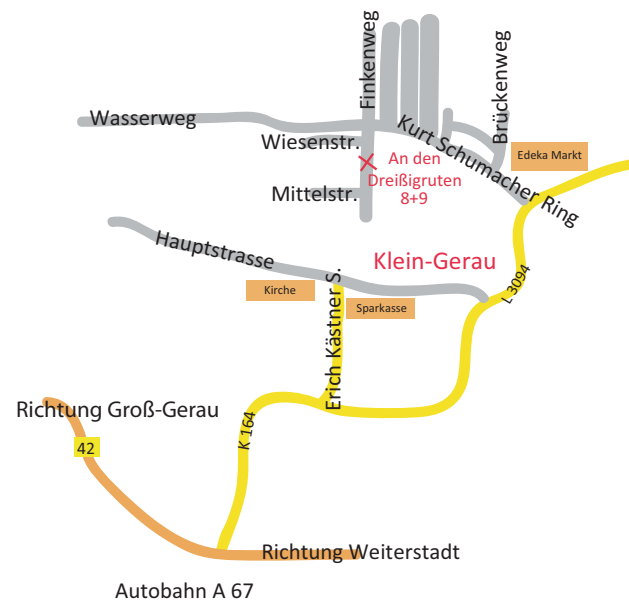 Finkenweg
Brückenweg
Wasserweg
Kurt Schumacher Ring
Wiesenstr.
Edeka Markt
An den
Dreißigruten
8+9
Mittelstr.
Hauptstrasse
Klein-Gerau
Kirche
Erich Kästner S.
Sparkasse
L 3094
Richtung Groß-Gerau
K 164
42
Richtung Weiterstadt
Autobahn A 67